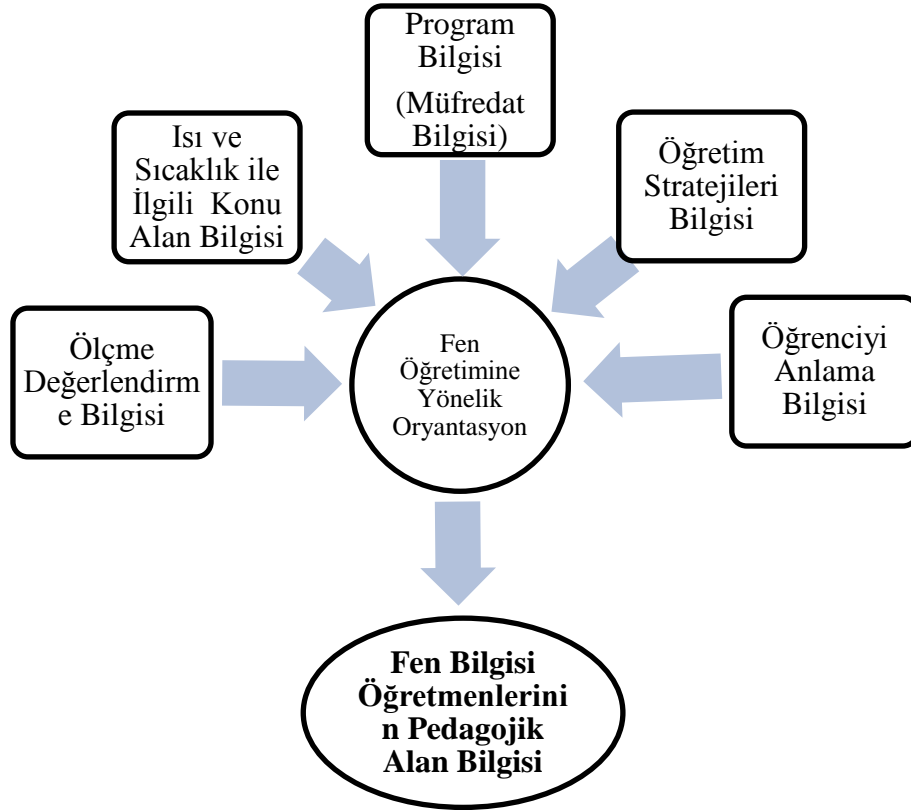 Program
Bilgisi
(Müfredat
Bilgisi)
Isı ve
Sıcaklık ile
İlgili Konu
Alan Bilgisi
Öğretim
Stratejileri
Bilgisi
Ölçme
Değerlendirm
e Bilgisi
Fen
Öğretimine
Yönelik
Oryantasyon
Öğrenciyi
Anlama
Bilgisi
Fen Bilgisi
Öğretmenlerini
n Pedagojik
Alan Bilgisi